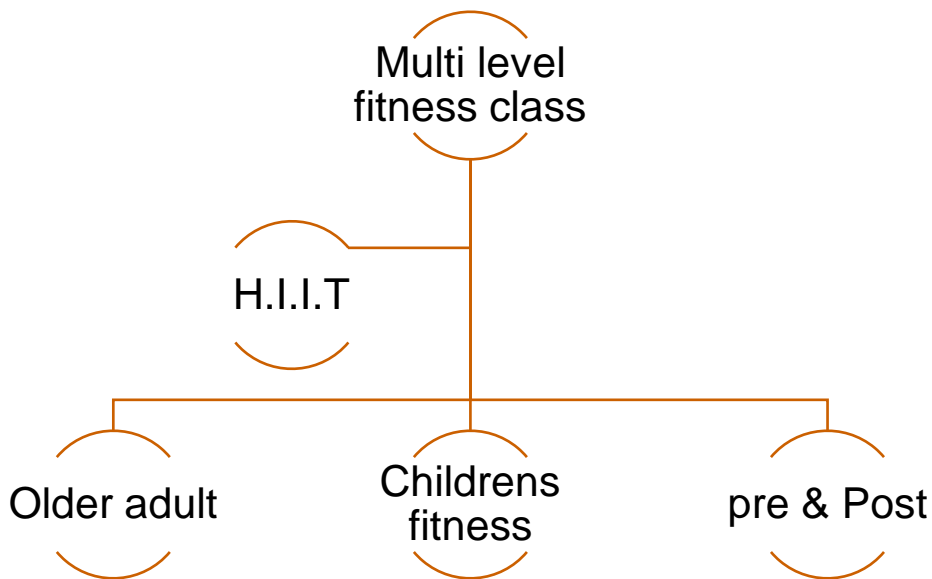 Multi level
fitness class
H.I.I.T
Older adult
Childrens
fitness
pre & Post